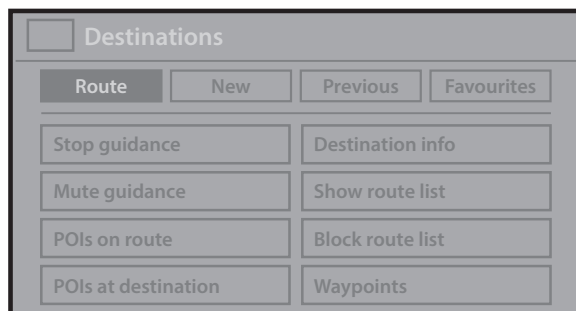 Destinations
Route New Previous Favourites
Stop guidance Destination info
Mute guidance Show route list
POIs on route Block route list
POIs at destination Waypoints